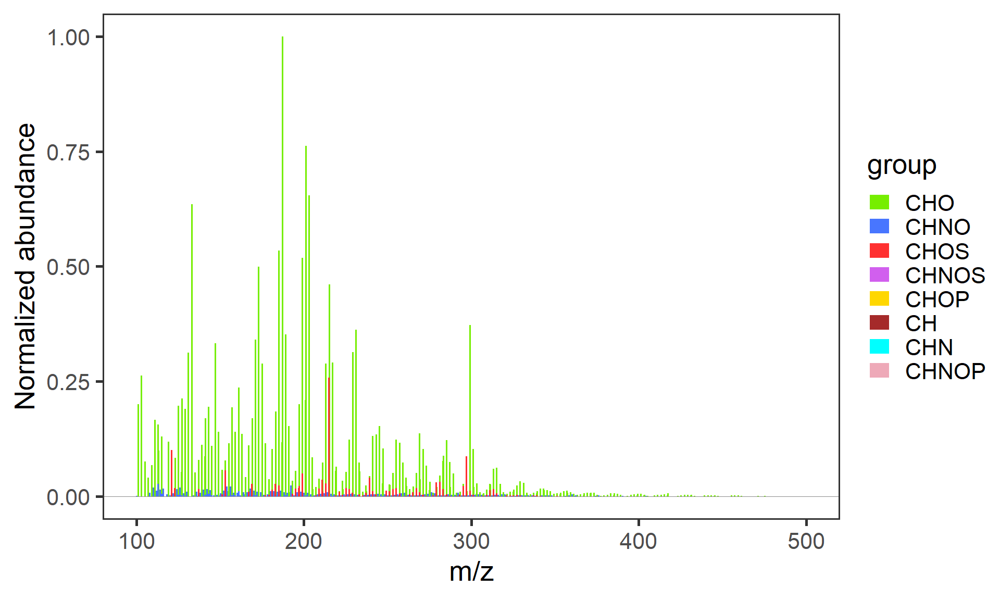 Normalized abundance
1.00
0.75
0.50
0.25
0.00
100
200
300
400
500
m/z
group
CHO
CHNO
CHOS
CHNOS
CHOP
CH
CHN
CHNOP